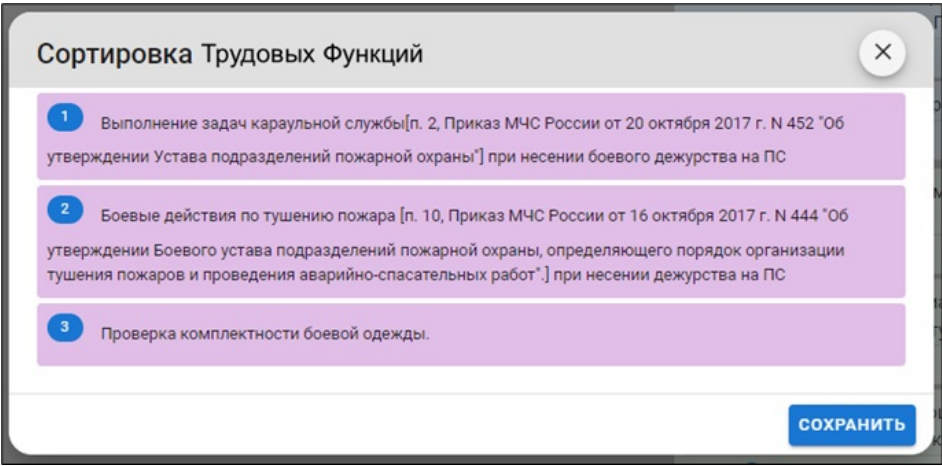 Сортировка Трудовых Функций
1 Выполнение задач караульной службы[п. 2, Приказ МЧС России от 20 октября 2017 г. N 452 "Об
утверждении Устава подразделений пожарной охраны"] при несении боевого дежурства на ПС
2 Боевые действия по тушению пожара [п. 10, Приказ МЧС России от 16 октября 2017 г. N 444 "Об
утверждении Боевого устава подразделений пожарной охраны, определяющего порядок организации
тушения пожаров и проведения аварийно-спасательных работ".] при несении дежурства на ПС
3 Проверка комплектности боевой одежды.
СОХРАНИТЬ